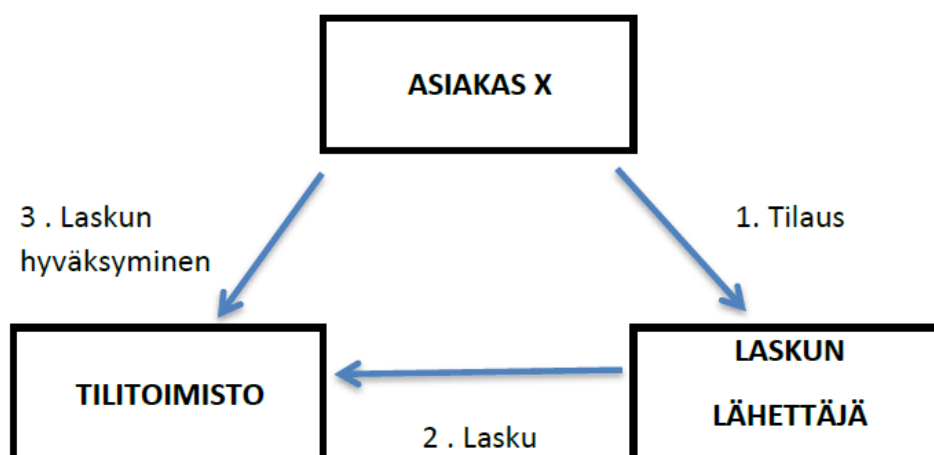 ASIAKAS X
3 . Laskun
hyväksyminen
1. Tilaus
TILITOIMISTO
LASKUN
LÄHETTÄJÄ
2 . Lasku